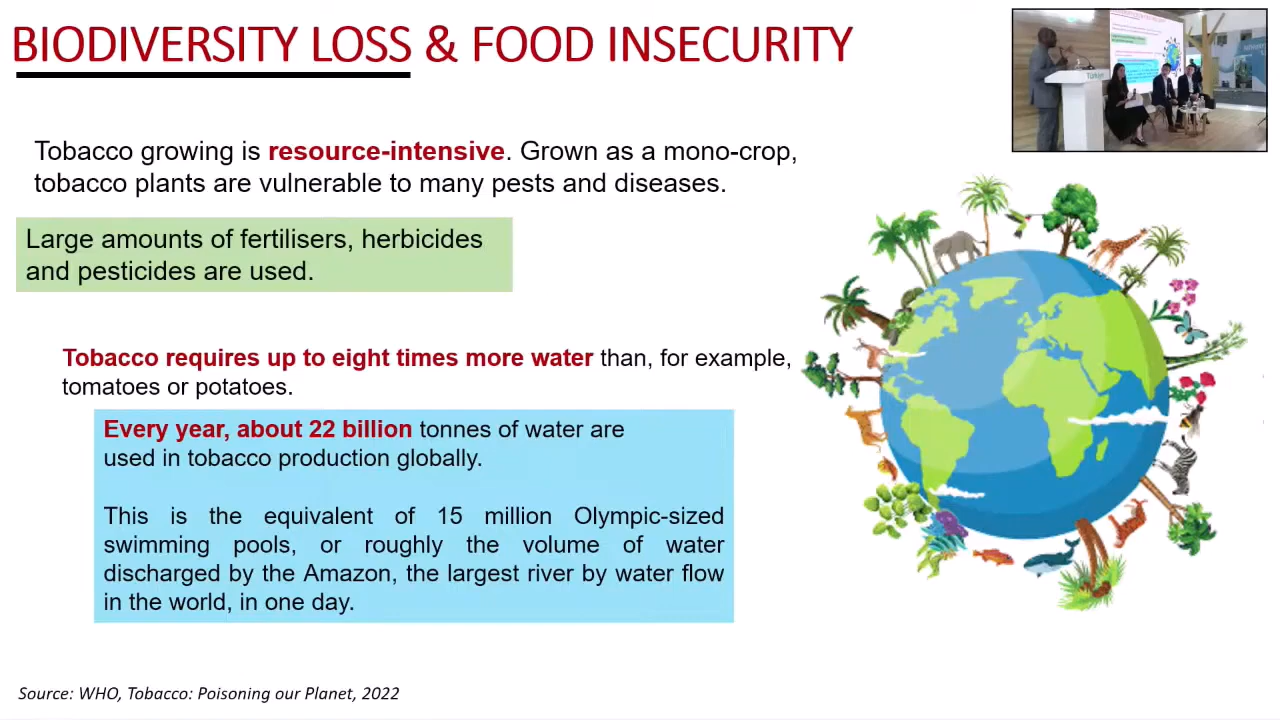 BIODIVERSITY LOSS & FOOD INSECURITY
Tobacco growing is resource-intensive. Grown as a mono-crop,
tobacco plants are vulnerable to many pests and diseases.
Large amounts of fertilisers, herbicides
and pesticides are used.
Tobacco requires up to eight times more water than, for example,
tomatoes or potatoes.
Every year, about 22 billion tonnes of water are
used in tobacco production globally.
This is the equivalent of 15 million Olympic-sized
swimming pools, or roughly the volume of water
discharged by the Amazon, the largest river by water flow
in the world, in one day.
Source: WHO, Tobacco: Poisoning our Planet, 2022
Türkiye